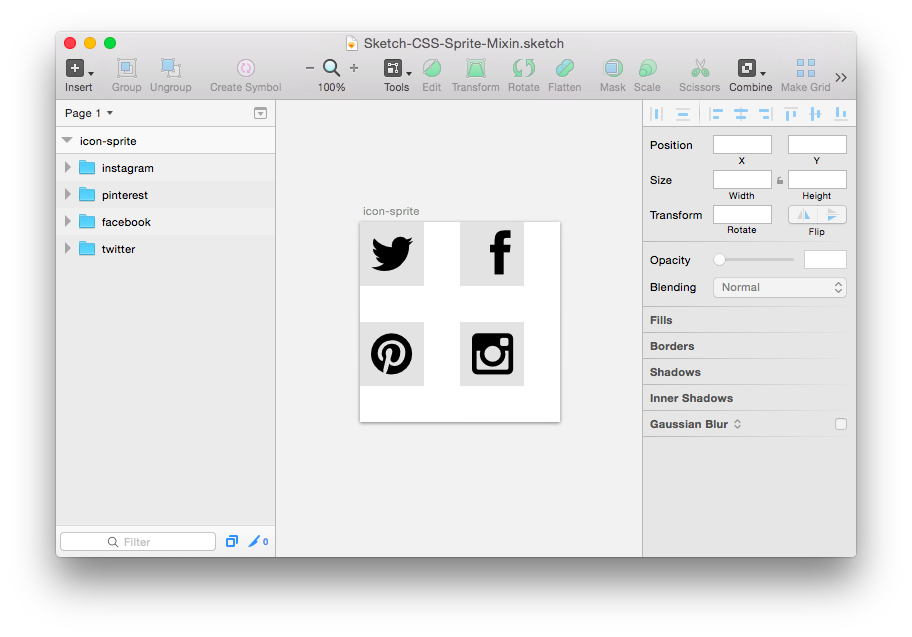 Sketch-CSS-Sprite-Mixin.sketch
Insert Group Ungroup Create Symbol 100% Tools Edit Transform Rotate Flatten Mask Scale Scissors Combine Make Grid
Page 1
icon-sprite
instagram
pinterest
facebook
twitter
Filter
0
icon-sprite
Position
X Y
Size
Width Height
Transform
Rotate Flip
Opacity
Blending Normal
Fills
Borders
Shadows
Inner Shadows
Gaussian Blur